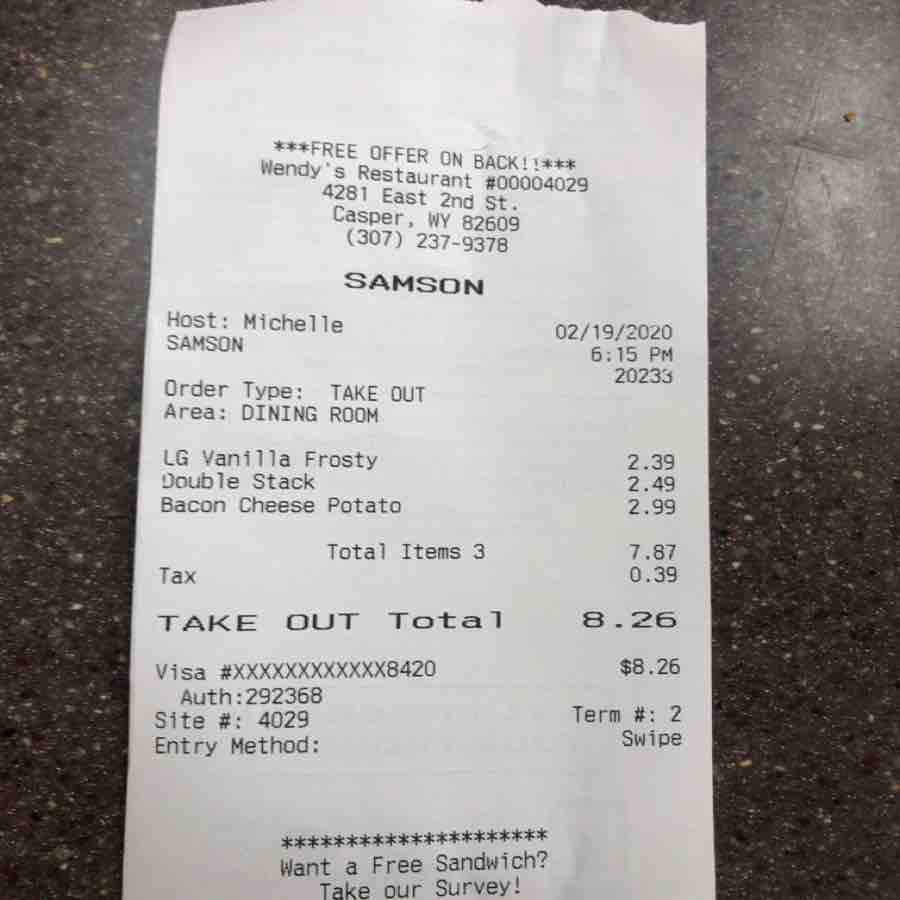 ***FREE OFFER ON BACK!!***
Wendy's Restaurant #00004029
4281 East 2nd St.
Casper, WY 82609
(307) 237-9378
SAMSON
Host: Michelle 02/19/2020
SAMSON 6:15 PM
20233
Order Type: TAKE OUT
Area: DINING ROOM
LG Vanilla Frosty 2.39
Double Stack 2.49
Bacon Cheese Potato 2.99
Total Items 3 7.87
Tax 0.39
TAKE OUT Total 8.26
Visa #XXXXXXXXXXXX8420 $8.26
Auth:292368
Site #: 4029 Term #: 2
Entry Method: Swipe
*********************
Want a Free Sandwich?
Take our Survey!